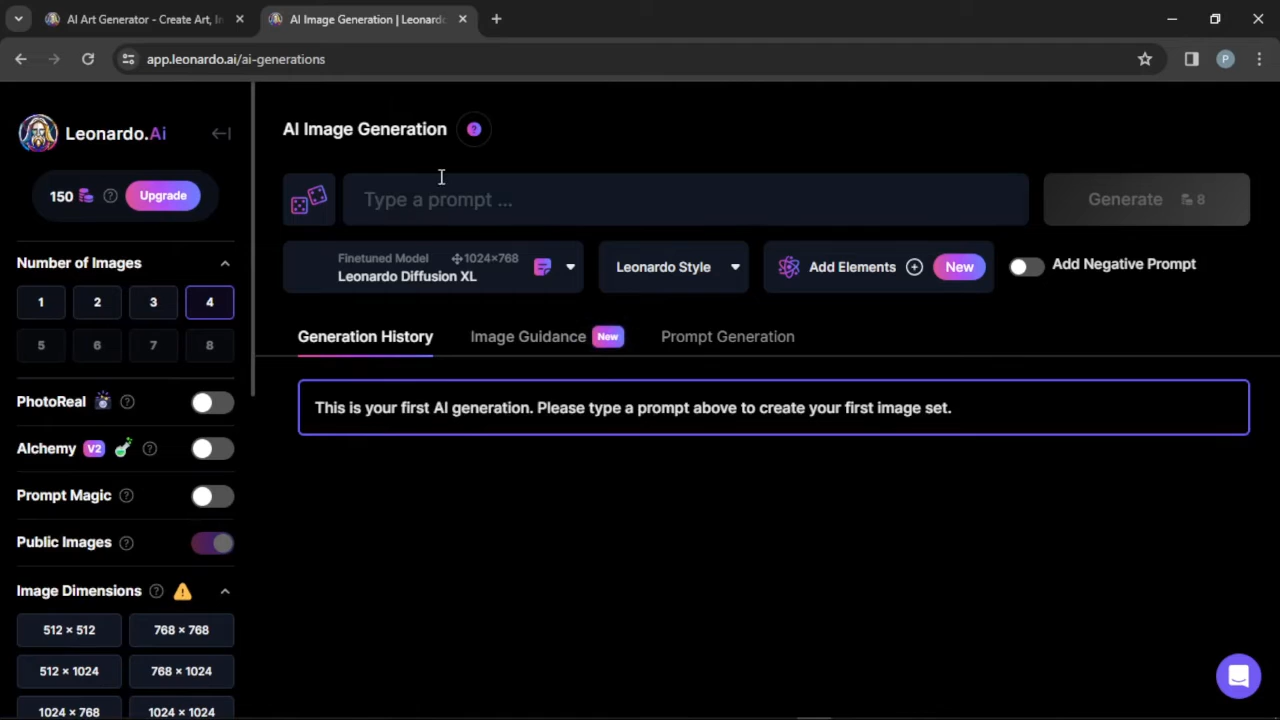 AI Art Generator - Create Art, In
AI Image Generation | Leonardo
app.leonardo.ai/ai-generations
P
Leonardo.Ai
150
Upgrade
Number of Images
1 2 3 4
5 6 7 8
PhotoReal
Alchemy V2
Prompt Magic
Public Images
Image Dimensions
512 × 512 768 × 768
512 × 1024 768 × 1024
1024 × 768 1024 × 1024
AI Image Generation ?
Type a prompt ...
Generate 8
Finetuned Model 1024×768
Leonardo Diffusion XL
Leonardo Style
Add Elements New
Add Negative Prompt
Generation History Image Guidance New Prompt Generation
This is your first AI generation. Please type a prompt above to create your first image set.